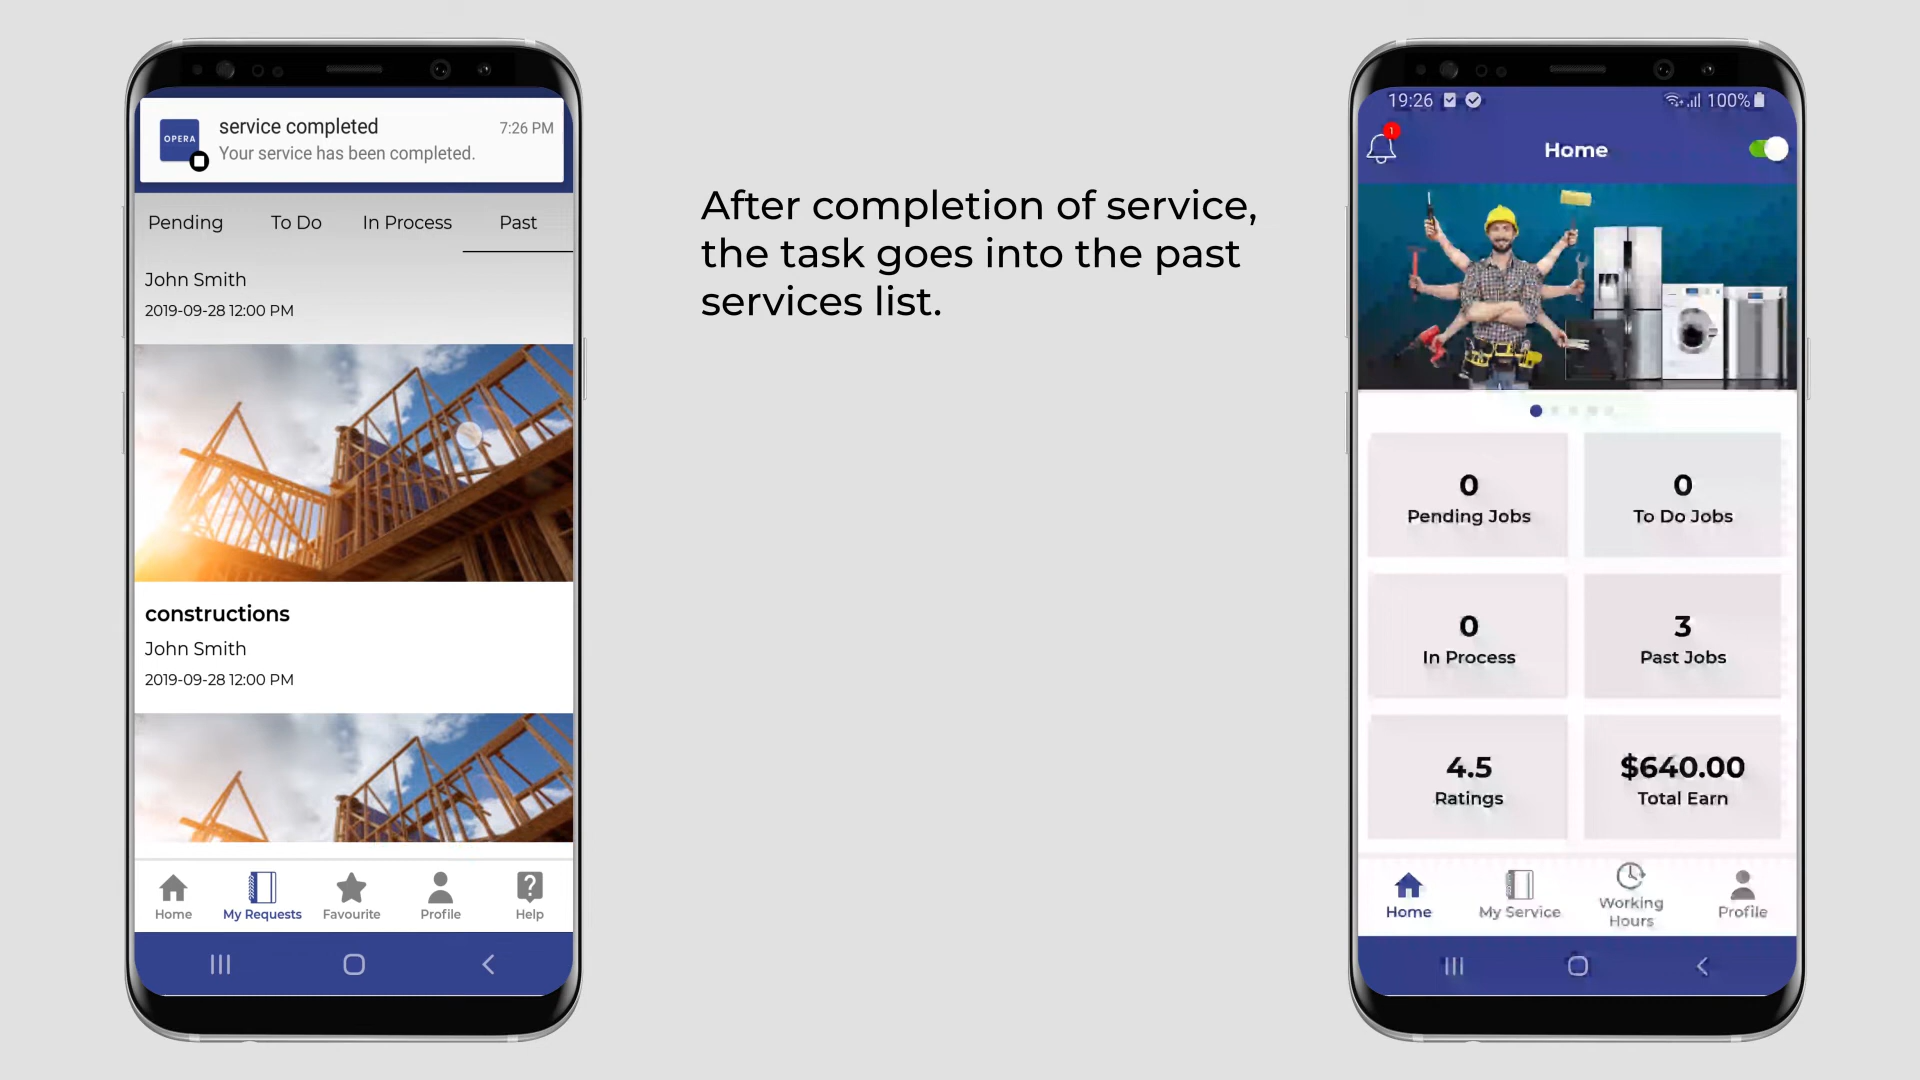 OPERA
service completed
7:26 PM
Your service has been completed.
Pending
To Do
In Process
Past
John Smith
2019-09-28 12:00 PM
constructions
John Smith
2019-09-28 12:00 PM
Home
My Requests
Favourite
Profile
Help
After completion of service,
the task goes into the past
services list.
19:26
100%
1
Home
0
Pending Jobs
0
To Do Jobs
0
In Process
3
Past Jobs
4.5
Ratings
$640.00
Total Earn
Home
My Service
Working
Hours
Profile